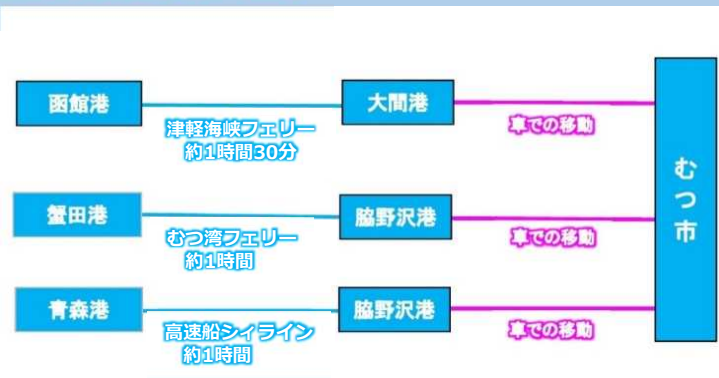 函館港
大間港
津軽海峡フェリー
約1時間30分
車での移動
蟹田港
脇野沢港
むつ湾フェリー
約1時間
車での移動
青森港
脇野沢港
高速船シィライン
約1時間
車での移動
むつ市